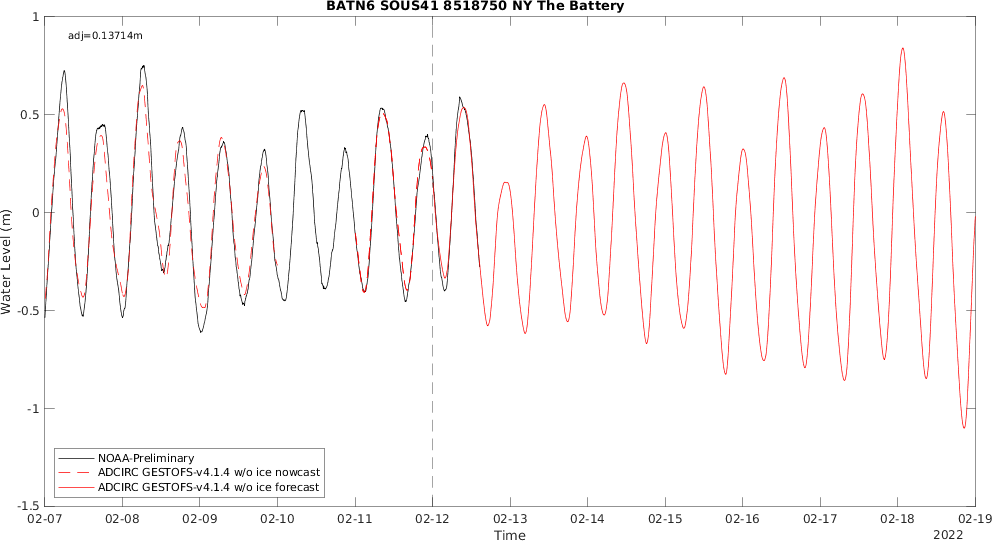 BATN6 SOUS41 8518750 NY The Battery
adj=0.13714m
1
0.5
0
-0.5
-1
-1.5
Water Level (m)
NOAA-Preliminary
ADCIRC GESTOFS-v4.1.4 w/o ice nowcast
ADCIRC GESTOFS-v4.1.4 w/o ice forecast
02-07 02-08 02-09 02-10 02-11 02-12 02-13 02-14 02-15 02-16 02-17 02-18 02-19
Time
2022